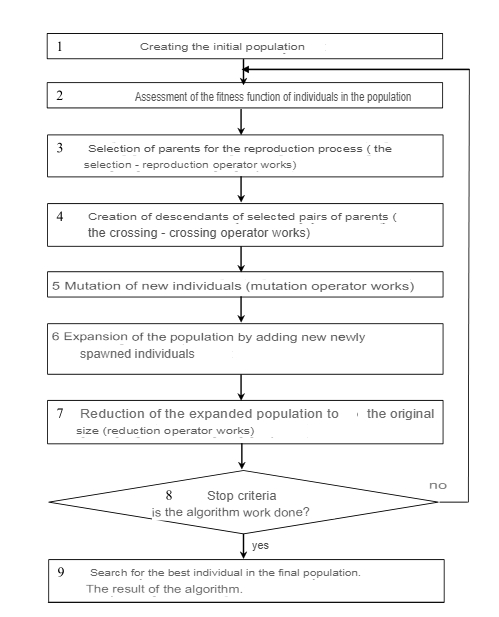 1 Creating the initial population
2 Assessment of the fitness function of individuals in the population
3 Selection of parents for the reproduction process ( the
selection - reproduction operator works)
4 Creation of descendants of selected pairs of parents (
the crossing - crossing operator works)
5 Mutation of new individuals (mutation operator works)
6 Expansion of the population by adding new newly
spawned individuals
7 Reduction of the expanded population to the original
size (reduction operator works)
no
8 Stop criteria
is the algorithm work done?
yes
9 Search for the best individual in the final population.
The result of the algorithm.